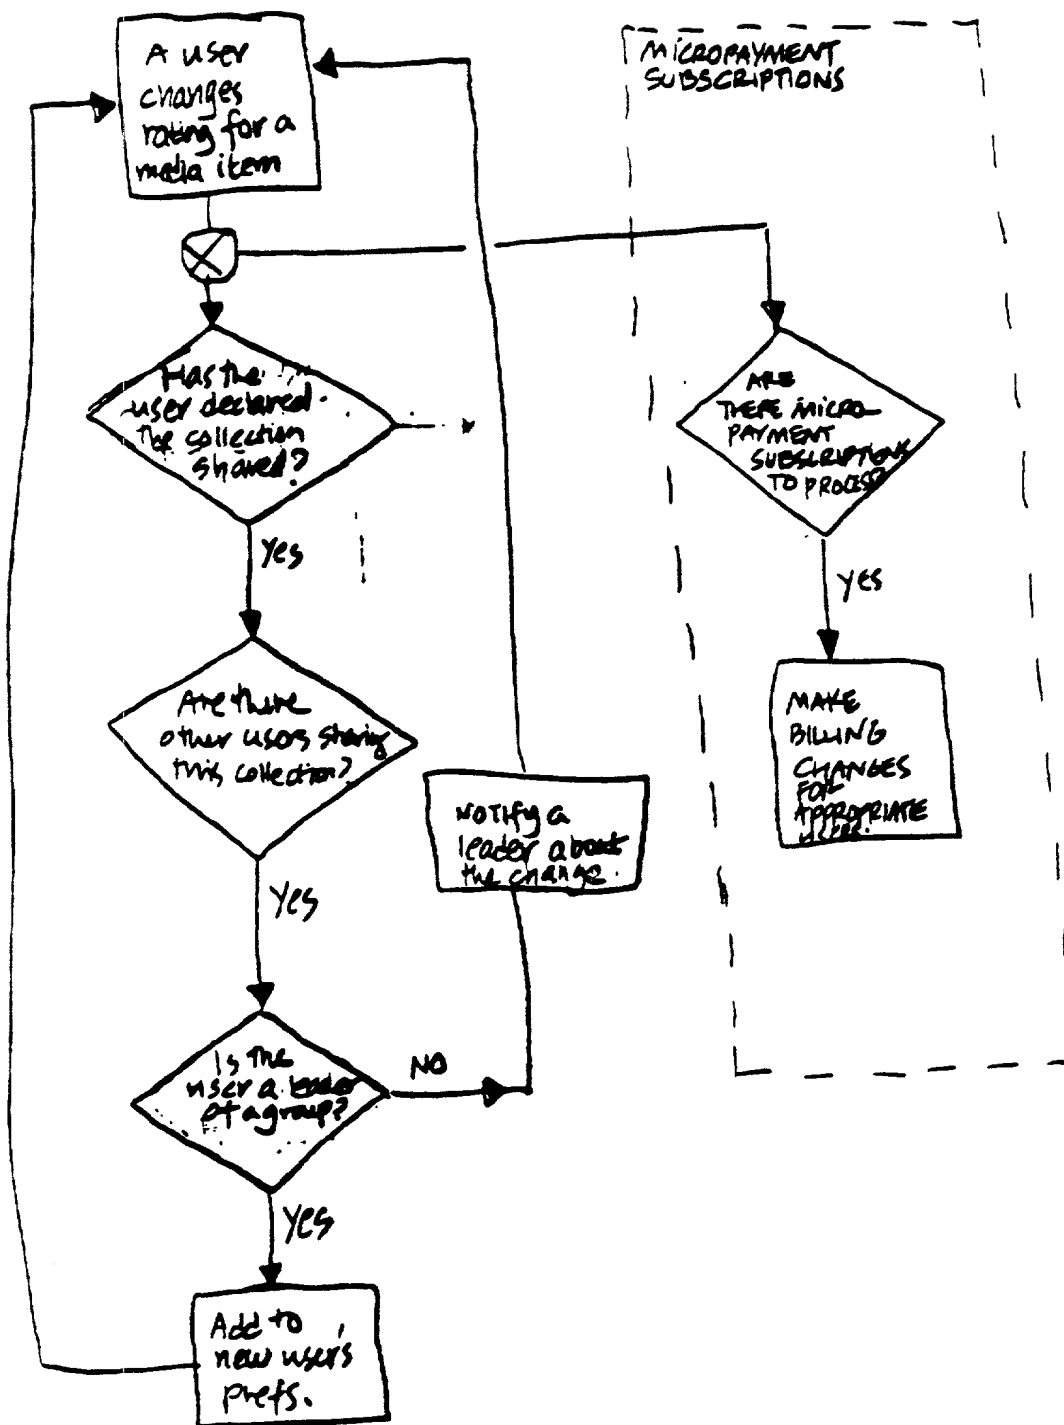 A user
changes
rating for a
media item
MICROPAYMENT
SUBSCRIPTIONS
Has the
user declared
the collection
shared?
Yes
ARE
THERE MICRO
PAYMENT
SUBSCRIPTIONS
TO PROCESS?
YES
Are there
other users sharing
this collection?
Yes
NOTify a
leader about
the change.
MAKE
BILLING
CHANGES
FOR
APPROPRIATE
Is the
user a leader
of a group?
NO
Yes
Add to
new users
prefs.